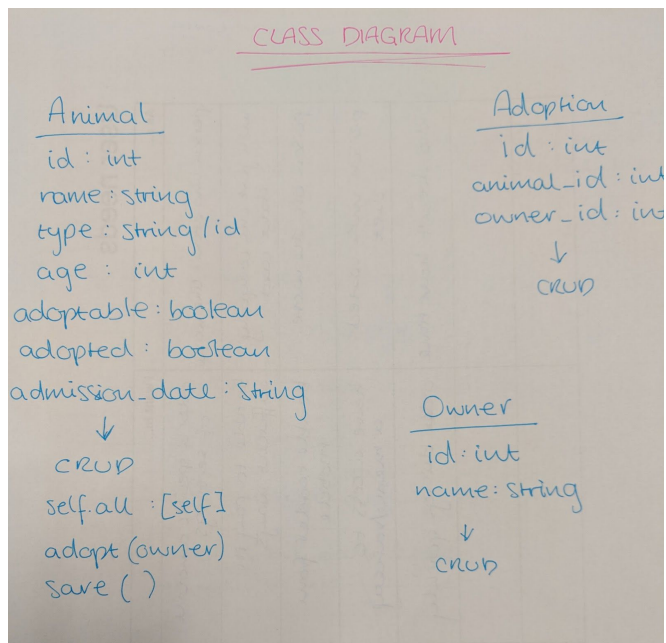 CLASS DIAGRAM
Animal
id : int
name : string
type : string/id
age : int
adoptable : boolean
adopted : boolean
admission_date : string
↓
CRUD
self.all : [self]
adopt (owner)
save ( )
Adoption
id : int
animal_id : int
owner_id : int
↓
CRUD
Owner
id : int
name : string
↓
CRUD